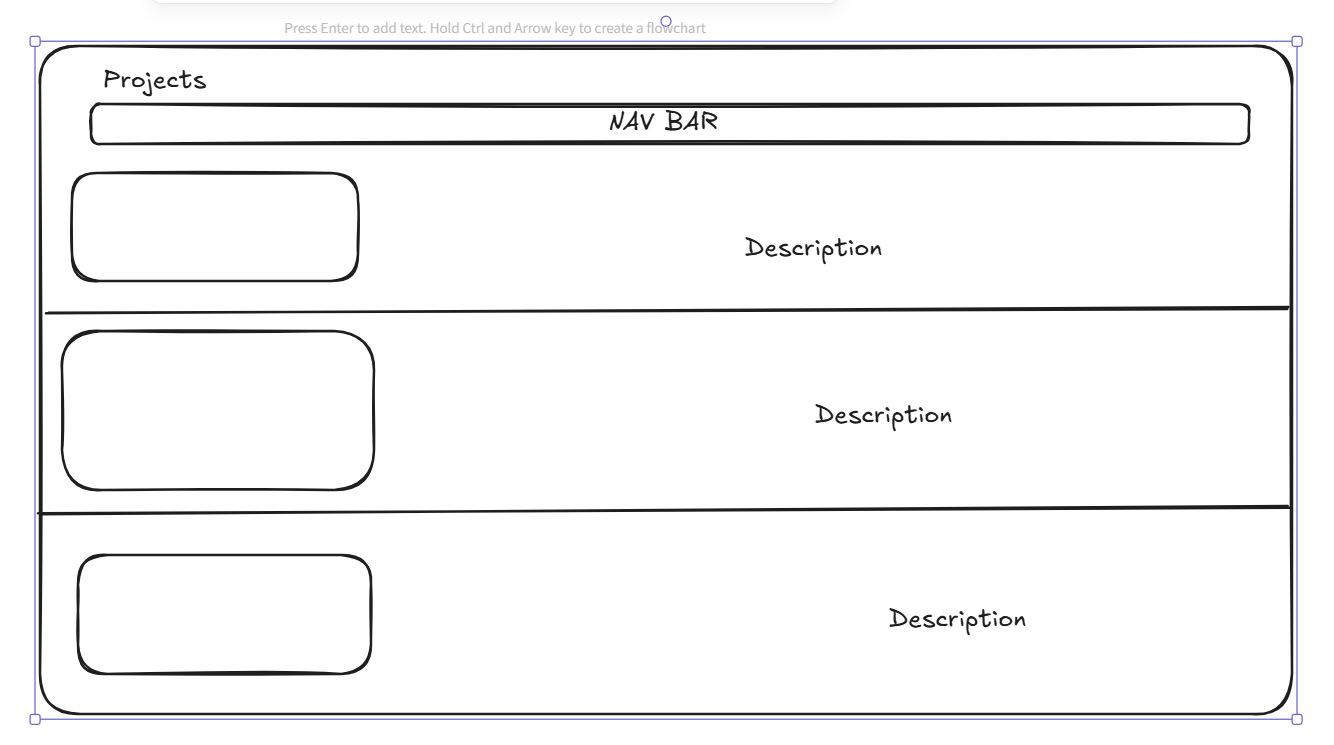 Press Enter to add text. Hold Ctrl and Arrow key to create a flowchart
Projects
NAV BAR
Description
Description
Description